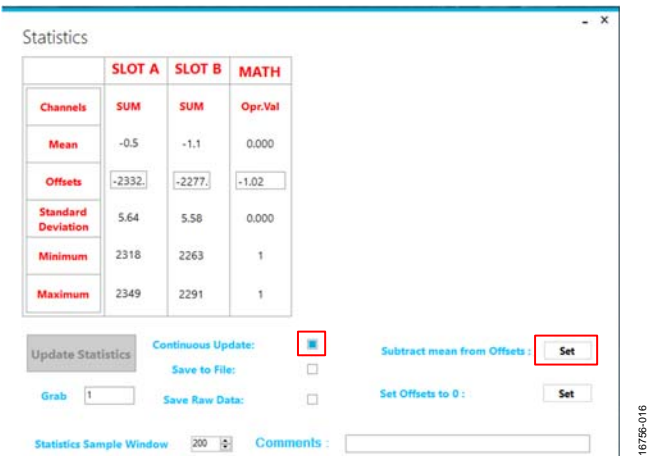 - ×
Statistics
SLOT A SLOT B MATH
Channels SUM SUM Opr.Val
Mean -0.5 -1.1 0.000
Offsets -2332. -2277. -1.02
Standard
Deviation 5.64 5.58 0.000
Minimum 2318 2263 1
Maximum 2349 2291 1
Update Statistics Continuous Update: Subtract mean from Offsets : Set
Save to File:
Grab 1 Save Raw Data: Set Offsets to 0 : Set
Statistics Sample Window 200 Comments :
16756-016